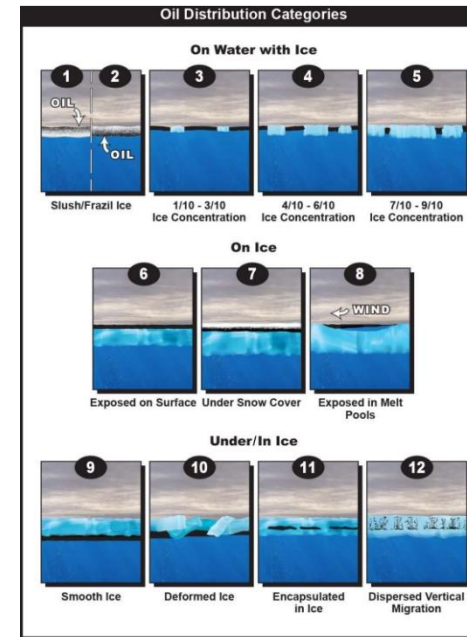 Oil Distribution Categories
On Water with Ice
1
2
3
4
5
OIL
OIL
Slush/Frazil Ice
1/10 - 3/10
Ice Concentration
4/10 - 6/10
Ice Concentration
7/10 - 9/10
Ice Concentration
On Ice
6
7
8
WIND
Exposed on Surface
Under Snow Cover
Exposed in Melt
Pools
Under/In Ice
9
10
11
12
Smooth Ice
Deformed Ice
Encapsulated
in Ice
Dispersed Vertical
Migration